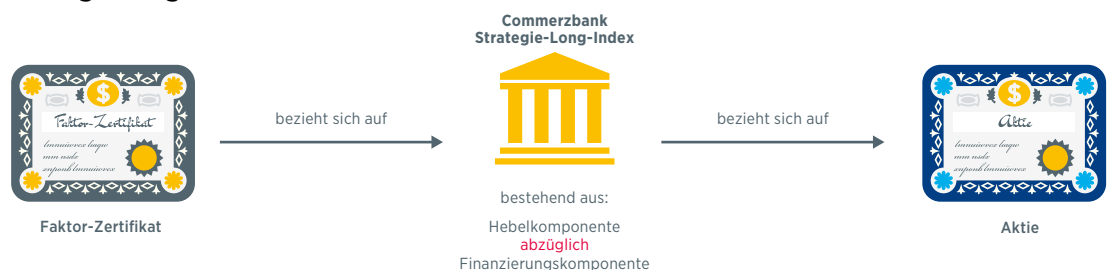 Commerzbank
Strategie-Long-Index
Faktor-Zertifikat
bezieht sich auf
bezieht sich auf
Aktie
bestehend aus:
Faktor-Zertifikat
Hebelkomponente
abzüglich
Finanzierungskomponente
Aktie